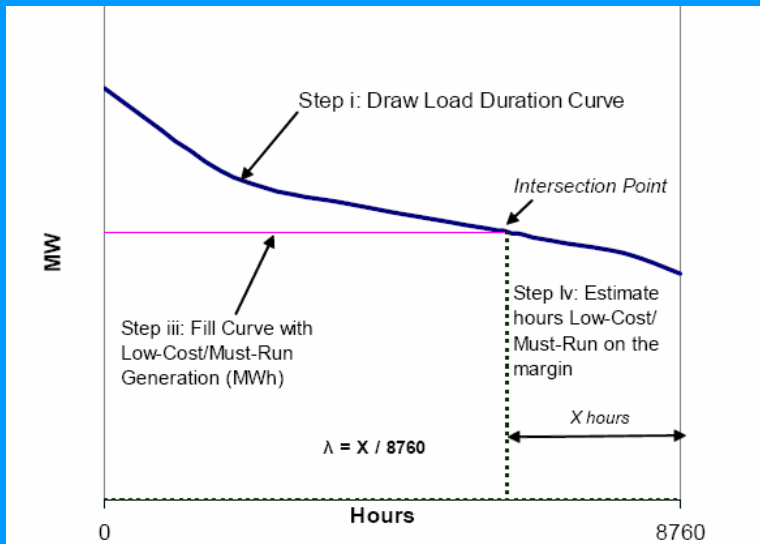 Step i: Draw Load Duration Curve
Intersection Point
MW
Step iii: Fill Curve with
Low-Cost/Must-Run
Generation (MWh)
Step Iv: Estimate
hours Low-Cost/
Must-Run on the
margin
X hours
λ = X / 8760
Hours
0
8760